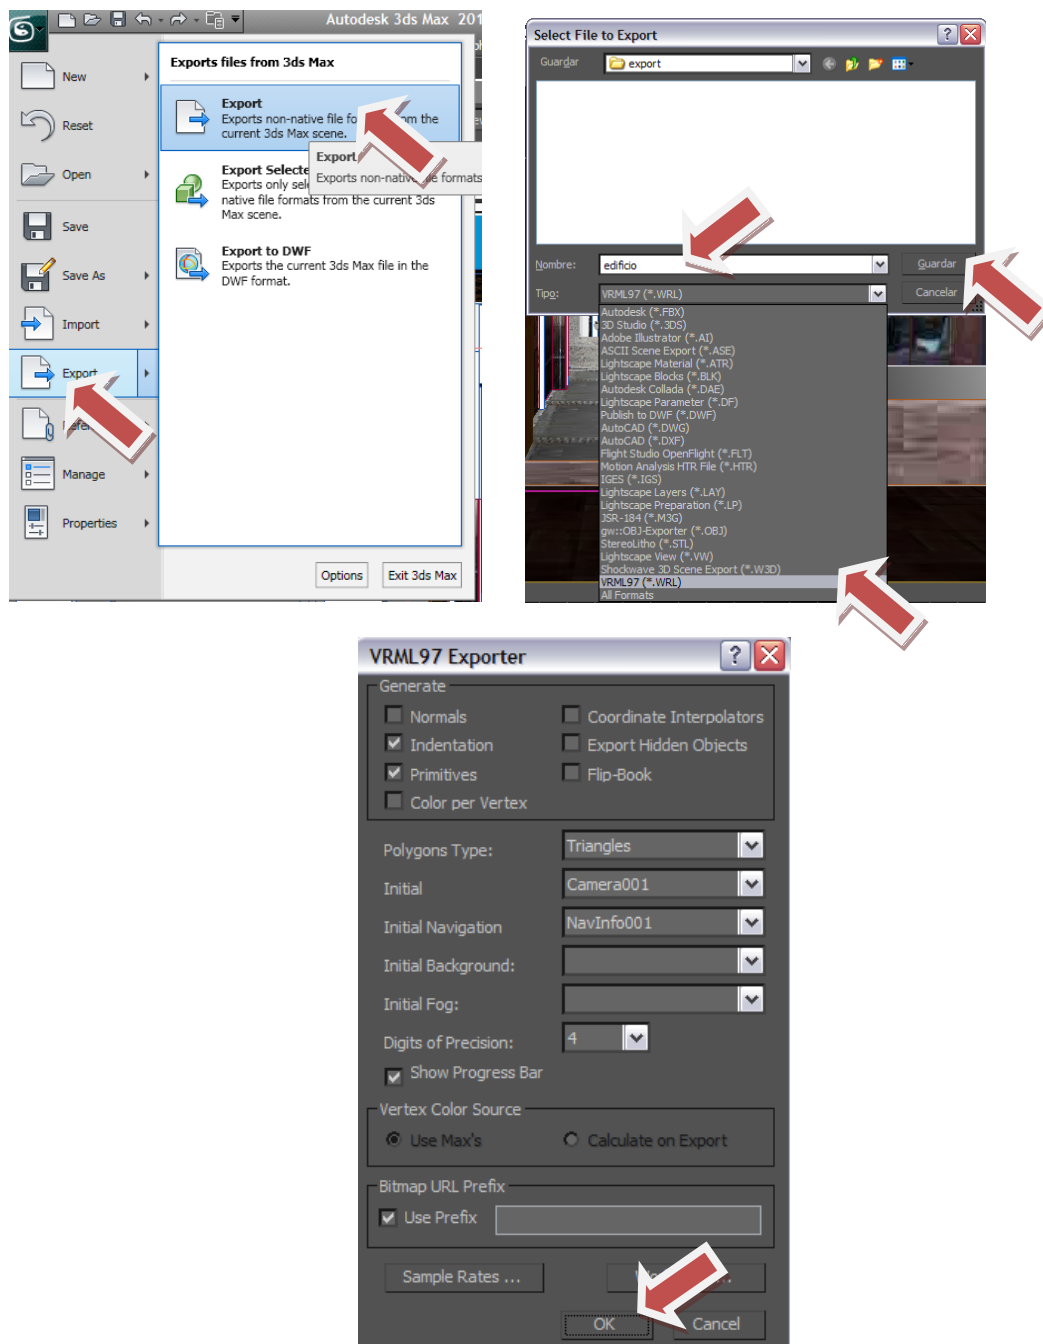 Autodesk 3ds Max 201
New
Reset
Open
Save
Save As
Import
Export
Manage
Properties
Exports files from 3ds Max
Export
Exports non-native file fo om the
current 3ds Max scene.
Export
Exports non-native file formats
Export Selecte
Exports only sel
native file formats from the current 3ds
Max scene.
Export to DWF
Exports the current 3ds Max file in the
DWF format.
Options
Exit 3ds Max
Select File to Export
Guardar
export
Nombre:
edificio
Guardar
Tipo:
VRML97 (*.WRL)
Cancelar
Autodesk (*.FBX)
3D Studio (*.3DS)
Adobe Illustrator (*.AI)
ASCII Scene Export (*.ASE)
Lightscape Material (*.ATR)
Lightscape Blocks (*.BLK)
Autodesk Collada (*.DAE)
Lightscape Parameter (*.DF)
Publish to DWF (*.DWF)
AutoCAD (*.DWG)
AutoCAD (*.DXF)
Flight Studio OpenFlight (*.FLT)
Motion Analysis HTR File (*.HTR)
IGES (*.IGS)
Lightscape Layers (*.LAY)
Lightscape Preparation (*.LP)
JSR-184 (*.M3G)
gw::OBJ-Exporter (*.OBJ)
StereoLitho (*.STL)
Lightscape View (*.VW)
Shockwave 3D Scene Export (*.W3D)
VRML97 (*.WRL)
All Formats
VRML97 Exporter
Generate
Normals
Coordinate Interpolators
Indentation
Export Hidden Objects
Primitives
Flip-Book
Color per Vertex
Polygons Type:
Triangles
Initial
Camera001
Initial Navigation
NavInfo001
Initial Background:
Initial Fog:
Digits of Precision:
4
Show Progress Bar
Vertex Color Source
Use Max's
Calculate on Export
Bitmap URL Prefix
Use Prefix
Sample Rates ...
OK
Cancel